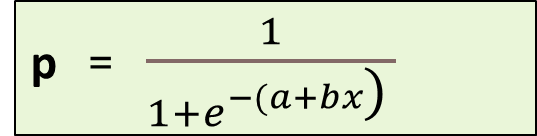 p = 1
1+e^-(a+bx)